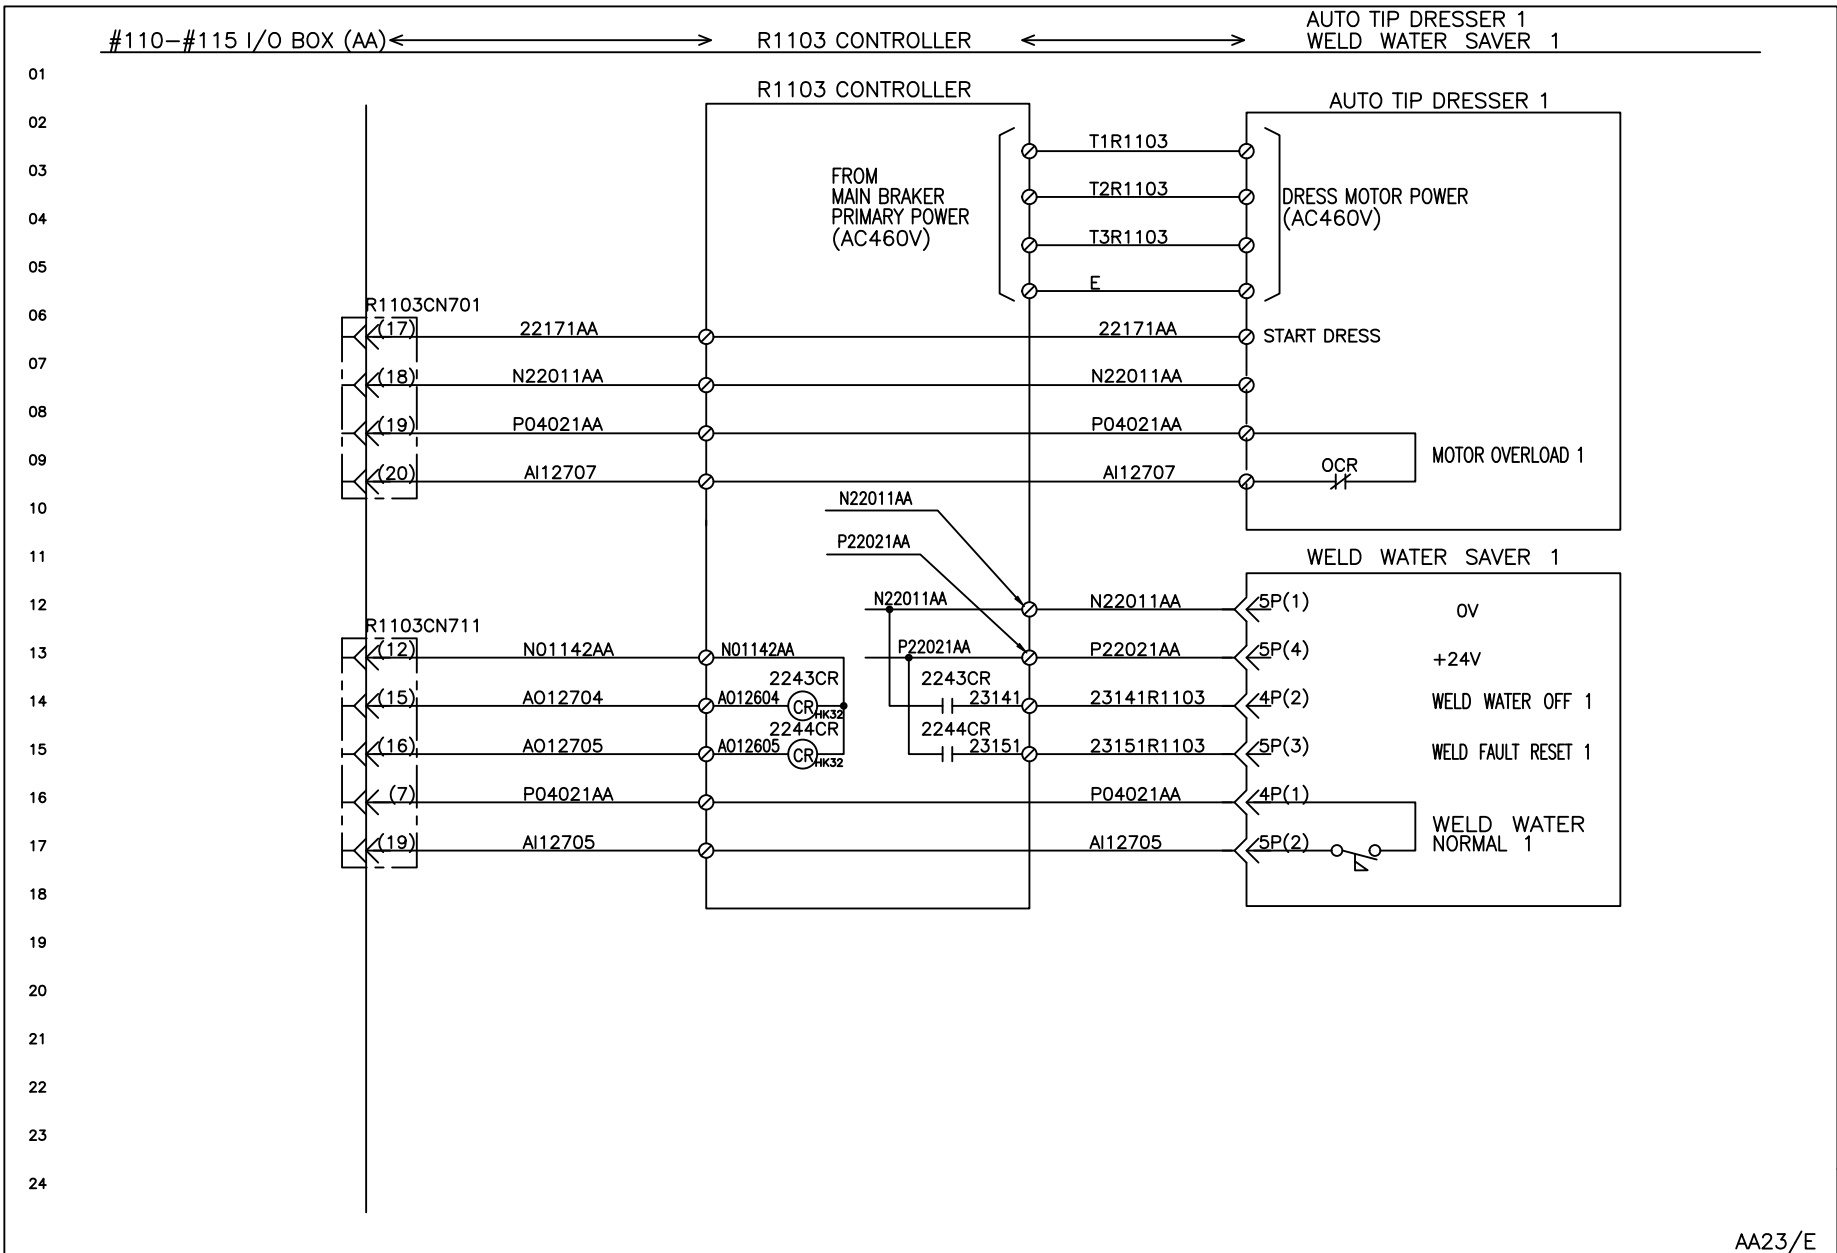 AUTO TIP DRESSER 1
#110-#115 I/O BOX (AA) R1103 CONTROLLER WELD WATER SAVER 1
01
R1103 CONTROLLER
AUTO TIP DRESSER 1
02
T1R1103
03
FROM
MAIN BRAKER
PRIMARY POWER
(AC460V)
T2R1103
DRESS MOTOR POWER
(AC460V)
04
T3R1103
05
E
R1103CN701
06
(17) 22171AA 22171AA START DRESS
07
(18) N22011AA N22011AA
08
(19) P04021AA P04021AA
09
MOTOR OVERLOAD 1
OCR
(20) AI12707 AI12707
10
N22011AA
P22021AA
11
WELD WATER SAVER 1
12
N22011AA N22011AA 5P(1) 0V
R1103CN711
13
(12) N01142AA N01142AA P22021AA P22021AA 5P(4) +24V
2243CR 2243CR
14
(15) AO12704 AO12604 CR HK32 23141 23141R1103 4P(2) WELD WATER OFF 1
2244CR 2244CR
15
(16) AO12705 AO12605 CR HK32 23151 23151R1103 5P(3) WELD FAULT RESET 1
16
(7) P04021AA P04021AA 4P(1)
WELD WATER
NORMAL 1
17
(19) AI12705 AI12705 5P(2)
18
19
20
21
22
23
24
AA23/E